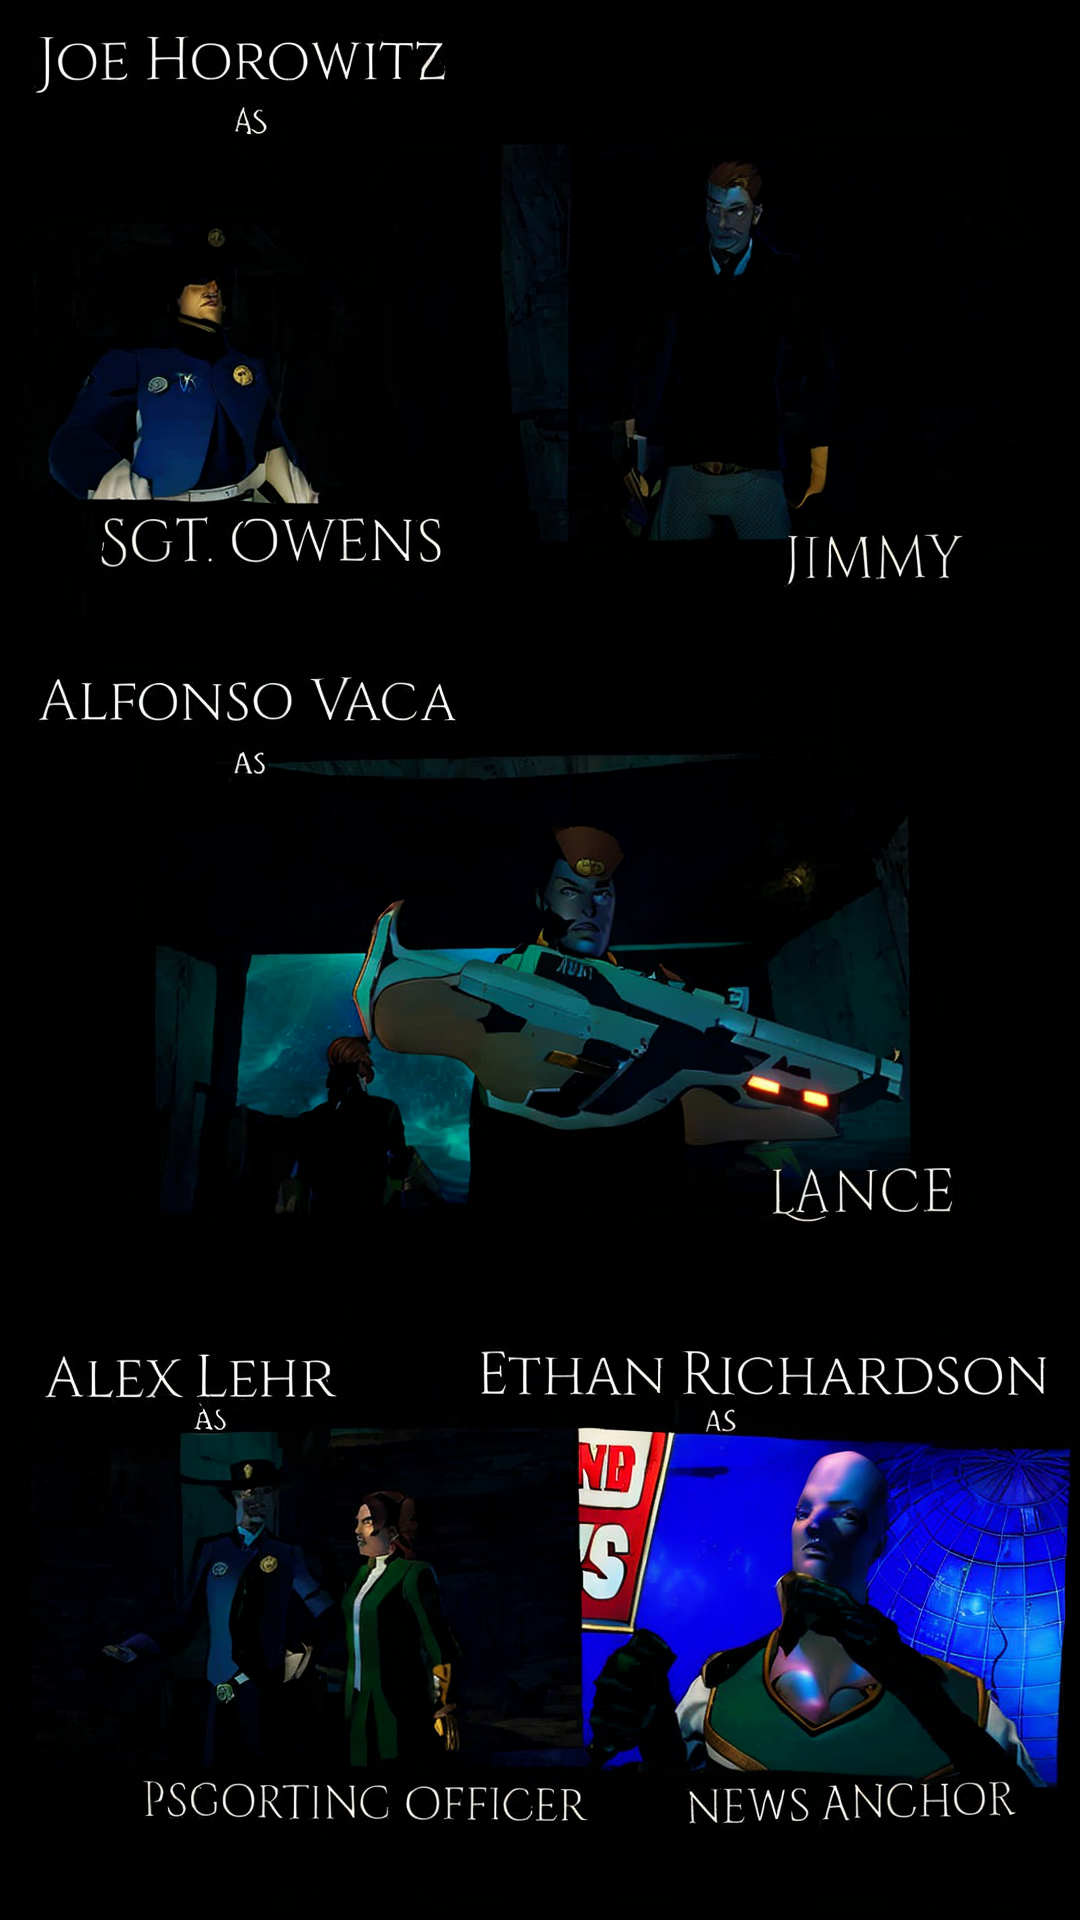 JOE HOROWITZ
AS
SGT. OWENS
JIMMY
ALFONSO VACA
AS
LANCE
ALEX LEHR
AS
PSGORTINC OFFICER
ETHAN RICHARDSON
AS
NEWS ANCHOR